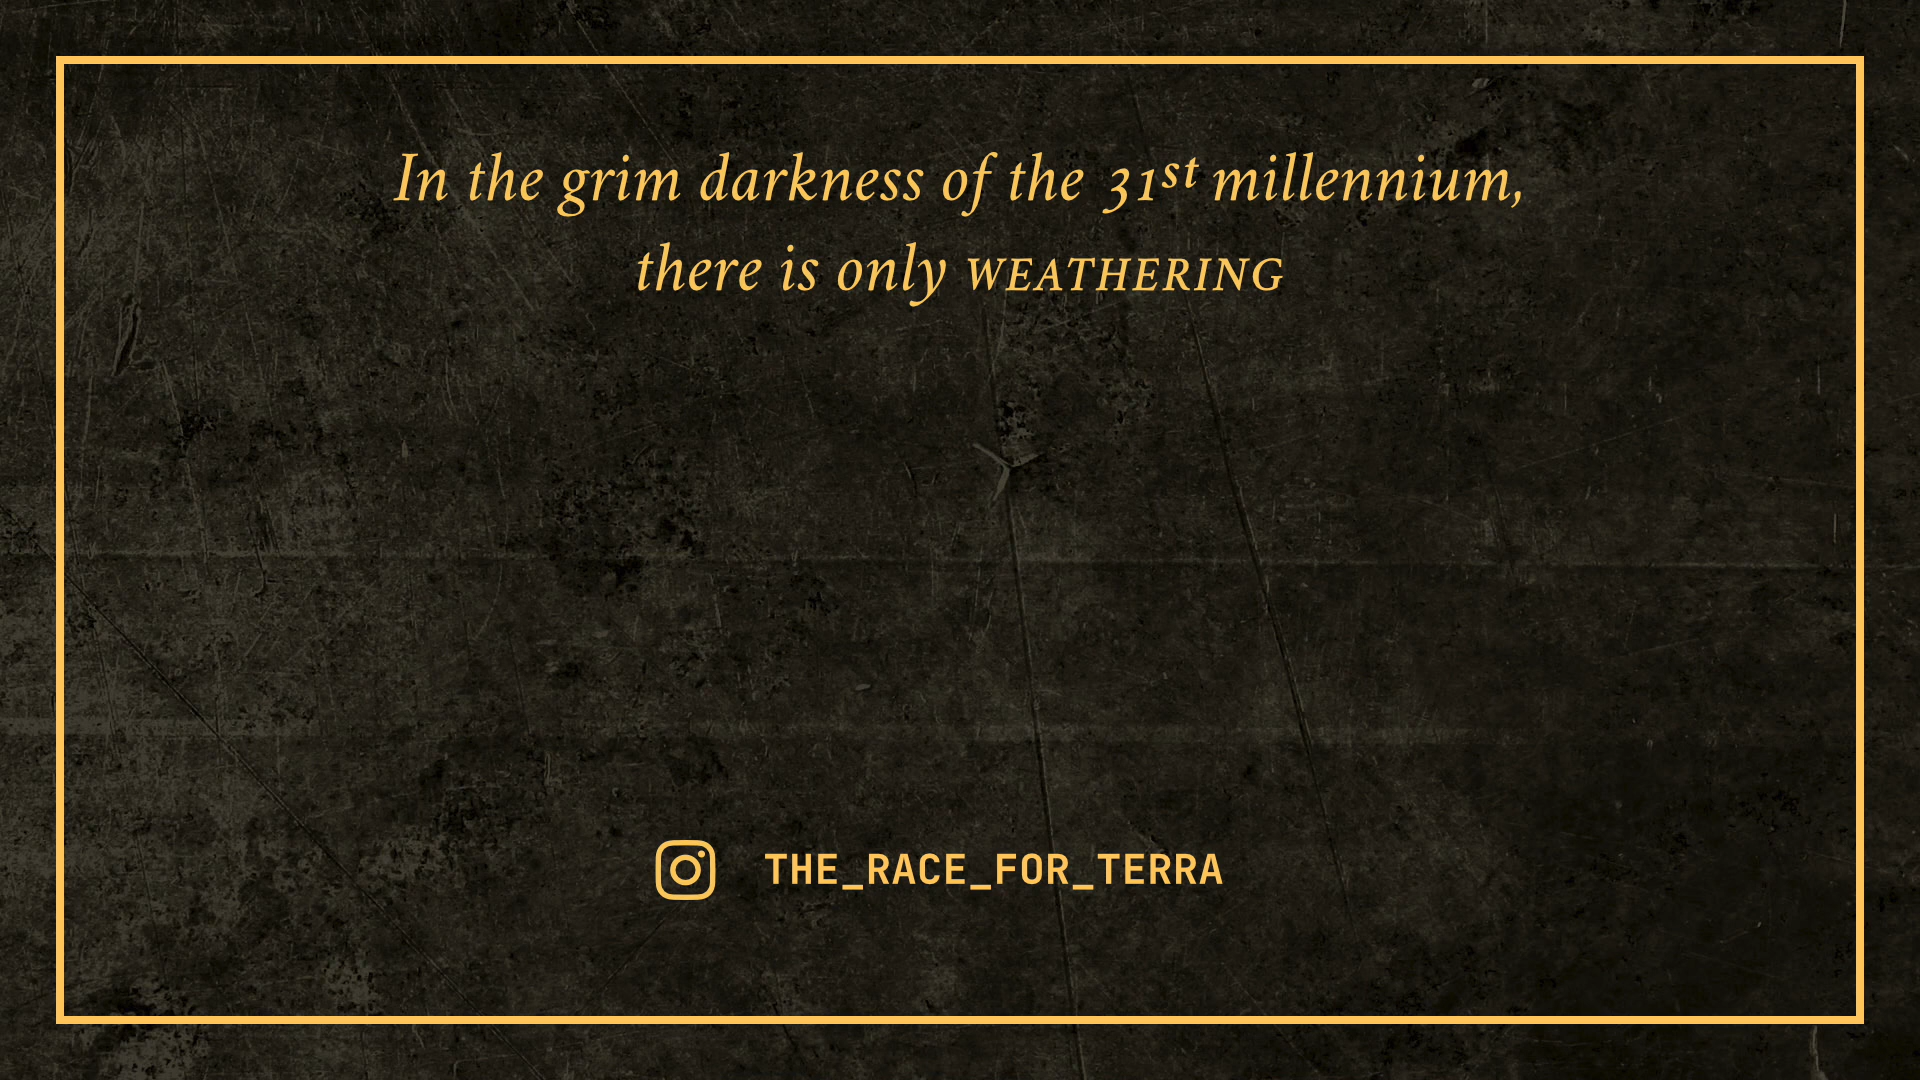 In the grim darkness of the 31st millennium,
there is only WEATHERING
THE_RACE_FOR_TERRA